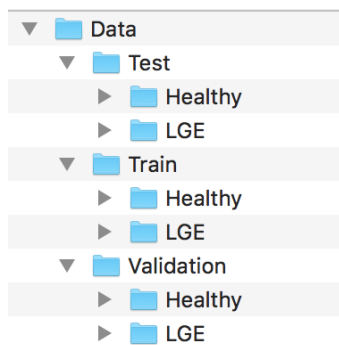 Data
Test
Healthy
LGE
Train
Healthy
LGE
Validation
Healthy
LGE